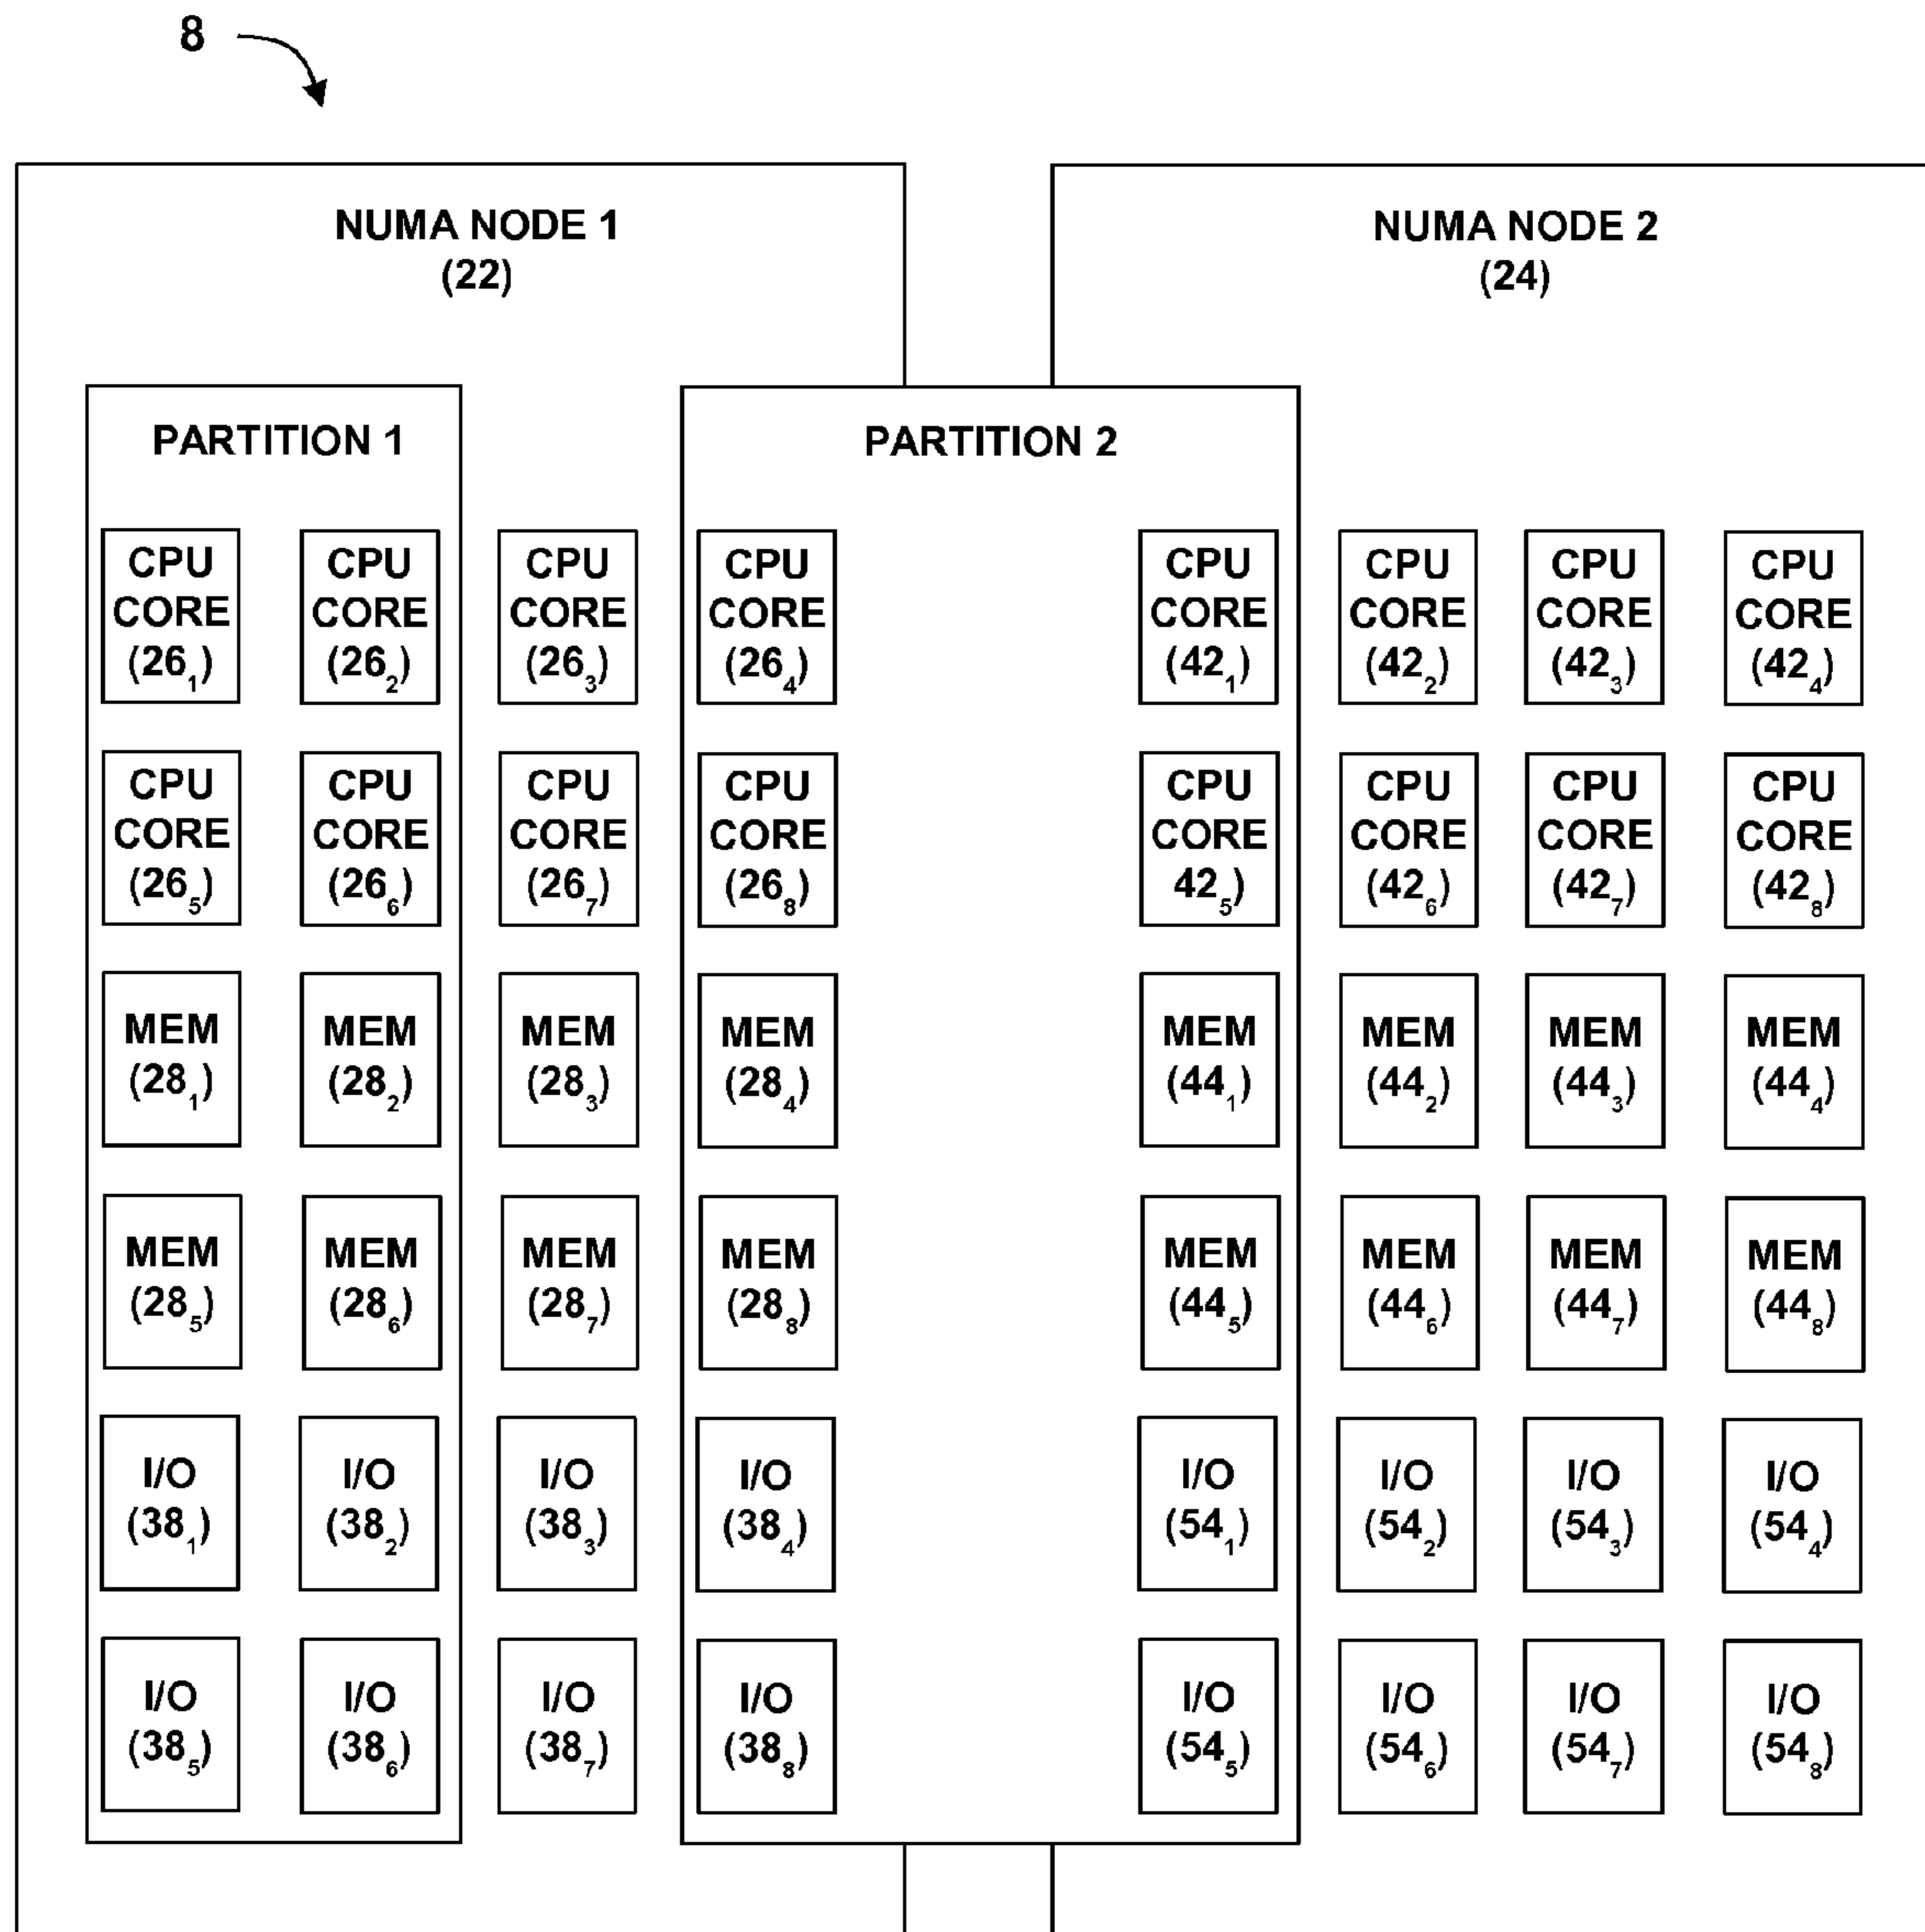 8
NUMA NODE 1
(22)
NUMA NODE 2
(24)
PARTITION 1
PARTITION 2
CPU CORE (26₁)
CPU CORE (26₂)
CPU CORE (26₃)
CPU CORE (26₄)
CPU CORE (42₁)
CPU CORE (42₂)
CPU CORE (42₃)
CPU CORE (42₄)
CPU CORE (26₅)
CPU CORE (26₆)
CPU CORE (26₇)
CPU CORE (26₈)
CPU CORE 42₅)
CPU CORE (42₆)
CPU CORE (42₇)
CPU CORE (42₈)
MEM (28₁)
MEM (28₂)
MEM (28₃)
MEM (28₄)
MEM (44₁)
MEM (44₂)
MEM (44₃)
MEM (44₄)
MEM (28₅)
MEM (28₆)
MEM (28₇)
MEM (28₈)
MEM (44₅)
MEM (44₆)
MEM (44₇)
MEM (44₈)
I/O (38₁)
I/O (38₂)
I/O (38₃)
I/O (38₄)
I/O (54₁)
I/O (54₂)
I/O (54₃)
I/O (54₄)
I/O (38₅)
I/O (38₆)
I/O (38₇)
I/O (38₈)
I/O (54₅)
I/O (54₆)
I/O (54₇)
I/O (54₈)